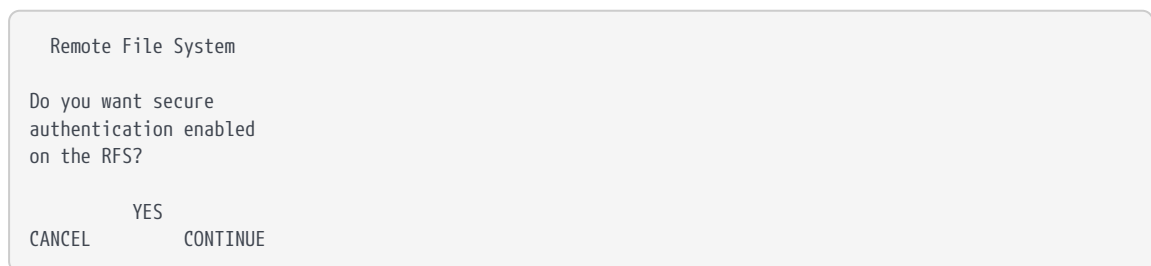 Remote File System
Do you want secure
authentication enabled
on the RFS?
YES
CANCEL CONTINUE